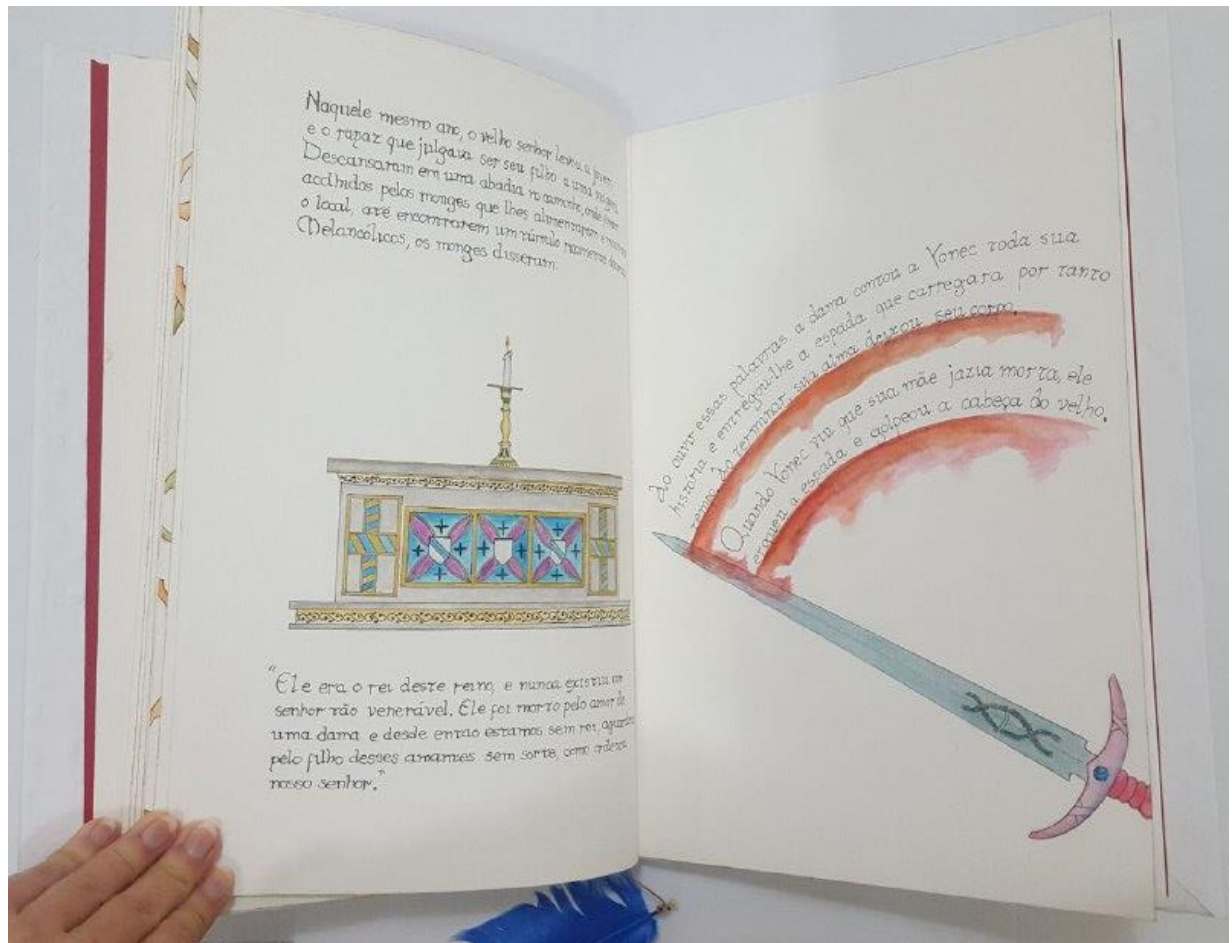 Naquele mesmo ano, o velho senhor levou a jovem
e o rapaz que julgava ser seu filho a uma viagem.
Descansaram em uma abadia no caminho, onde foram
acolhidos pelos monges que lhes alimentaram e
o local, até encontrarem um túmulo
Melancólicos, os monges disseram:
"Ele era o rei deste reino, e nunca existiu um
senhor tão venerável. Ele foi morto pelo amor de
uma dama e desde então estamos sem rei,
pelo filho desses amantes sem sorte, como ordenou
nosso senhor."
Ao ouvir essas palavras a dama contou a Yonec toda sua
história e entregou-lhe a espada que carregara por tanto
tempo. Ao terminar, sua alma deixou seu corpo.
Quando Yonec viu que sua mãe jazia morta, ele
ergueu a espada e golpeou a cabeça do velho.